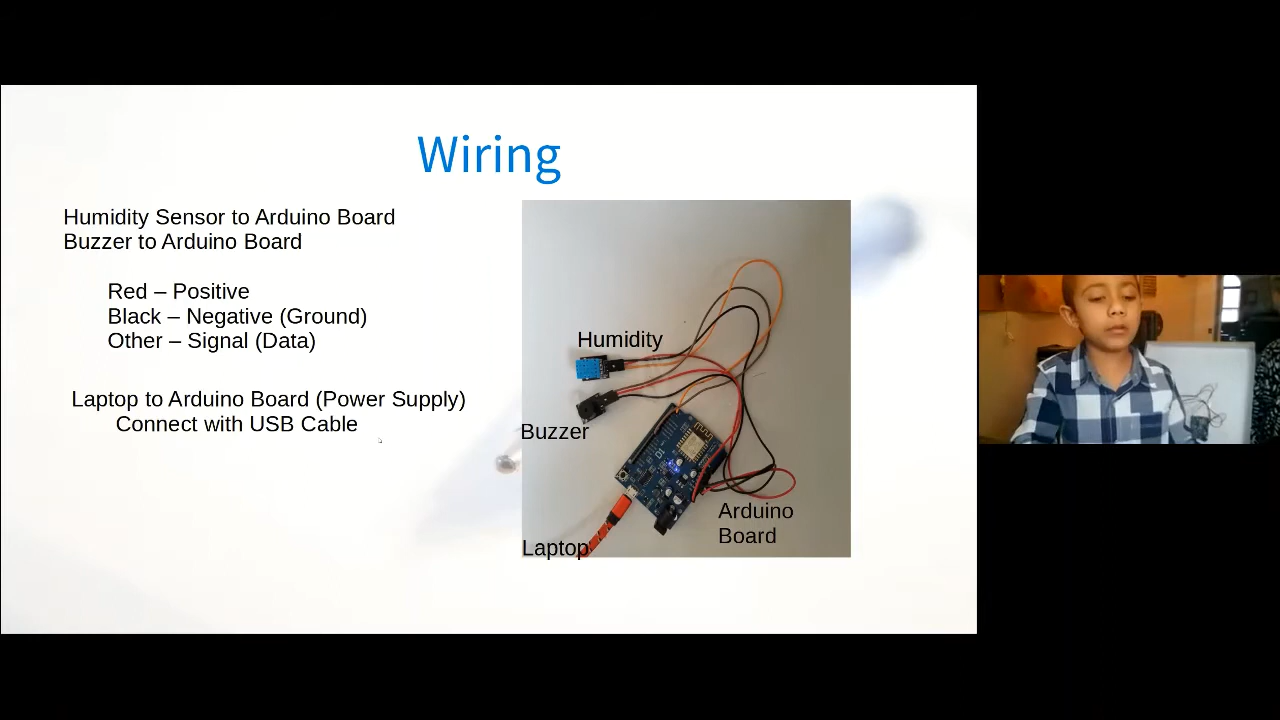 Wiring
Humidity Sensor to Arduino Board
Buzzer to Arduino Board
Red – Positive
Black – Negative (Ground)
Other – Signal (Data)
Laptop to Arduino Board (Power Supply)
Connect with USB Cable
Humidity
Buzzer
Arduino
Board
Laptop
D1